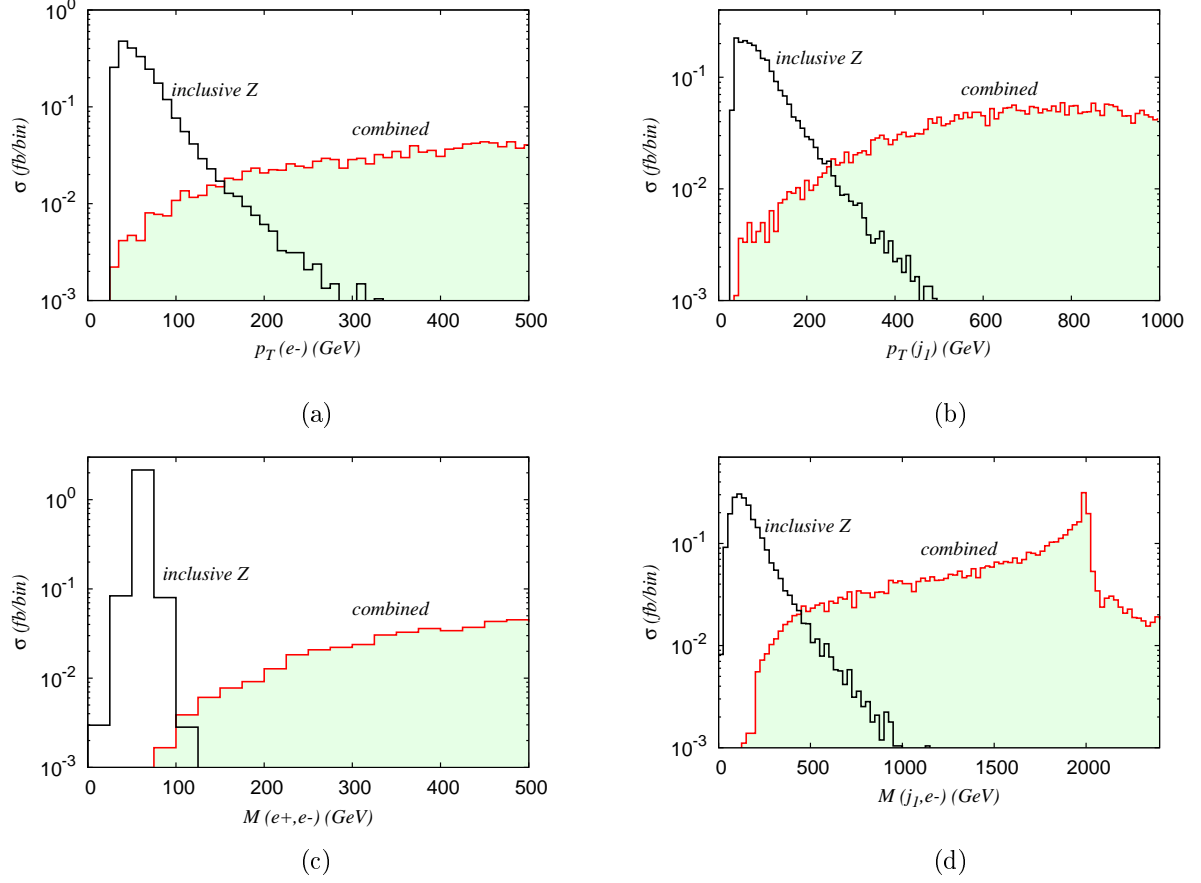 10^0
10^-1
10^-2
10^-3
σ (fb/bin)
inclusive Z
combined
0 100 200 300 400 500
p_T (e-) (GeV)
(a)
10^-1
10^-2
10^-3
σ (fb/bin)
inclusive Z
combined
0 200 400 600 800 1000
p_T (j_1) (GeV)
(b)
10^0
10^-1
10^-2
10^-3
σ (fb/bin)
inclusive Z
combined
0 100 200 300 400 500
M (e+,e-) (GeV)
(c)
10^-1
10^-2
10^-3
σ (fb/bin)
inclusive Z
combined
0 500 1000 1500 2000
M (j_1,e-) (GeV)
(d)